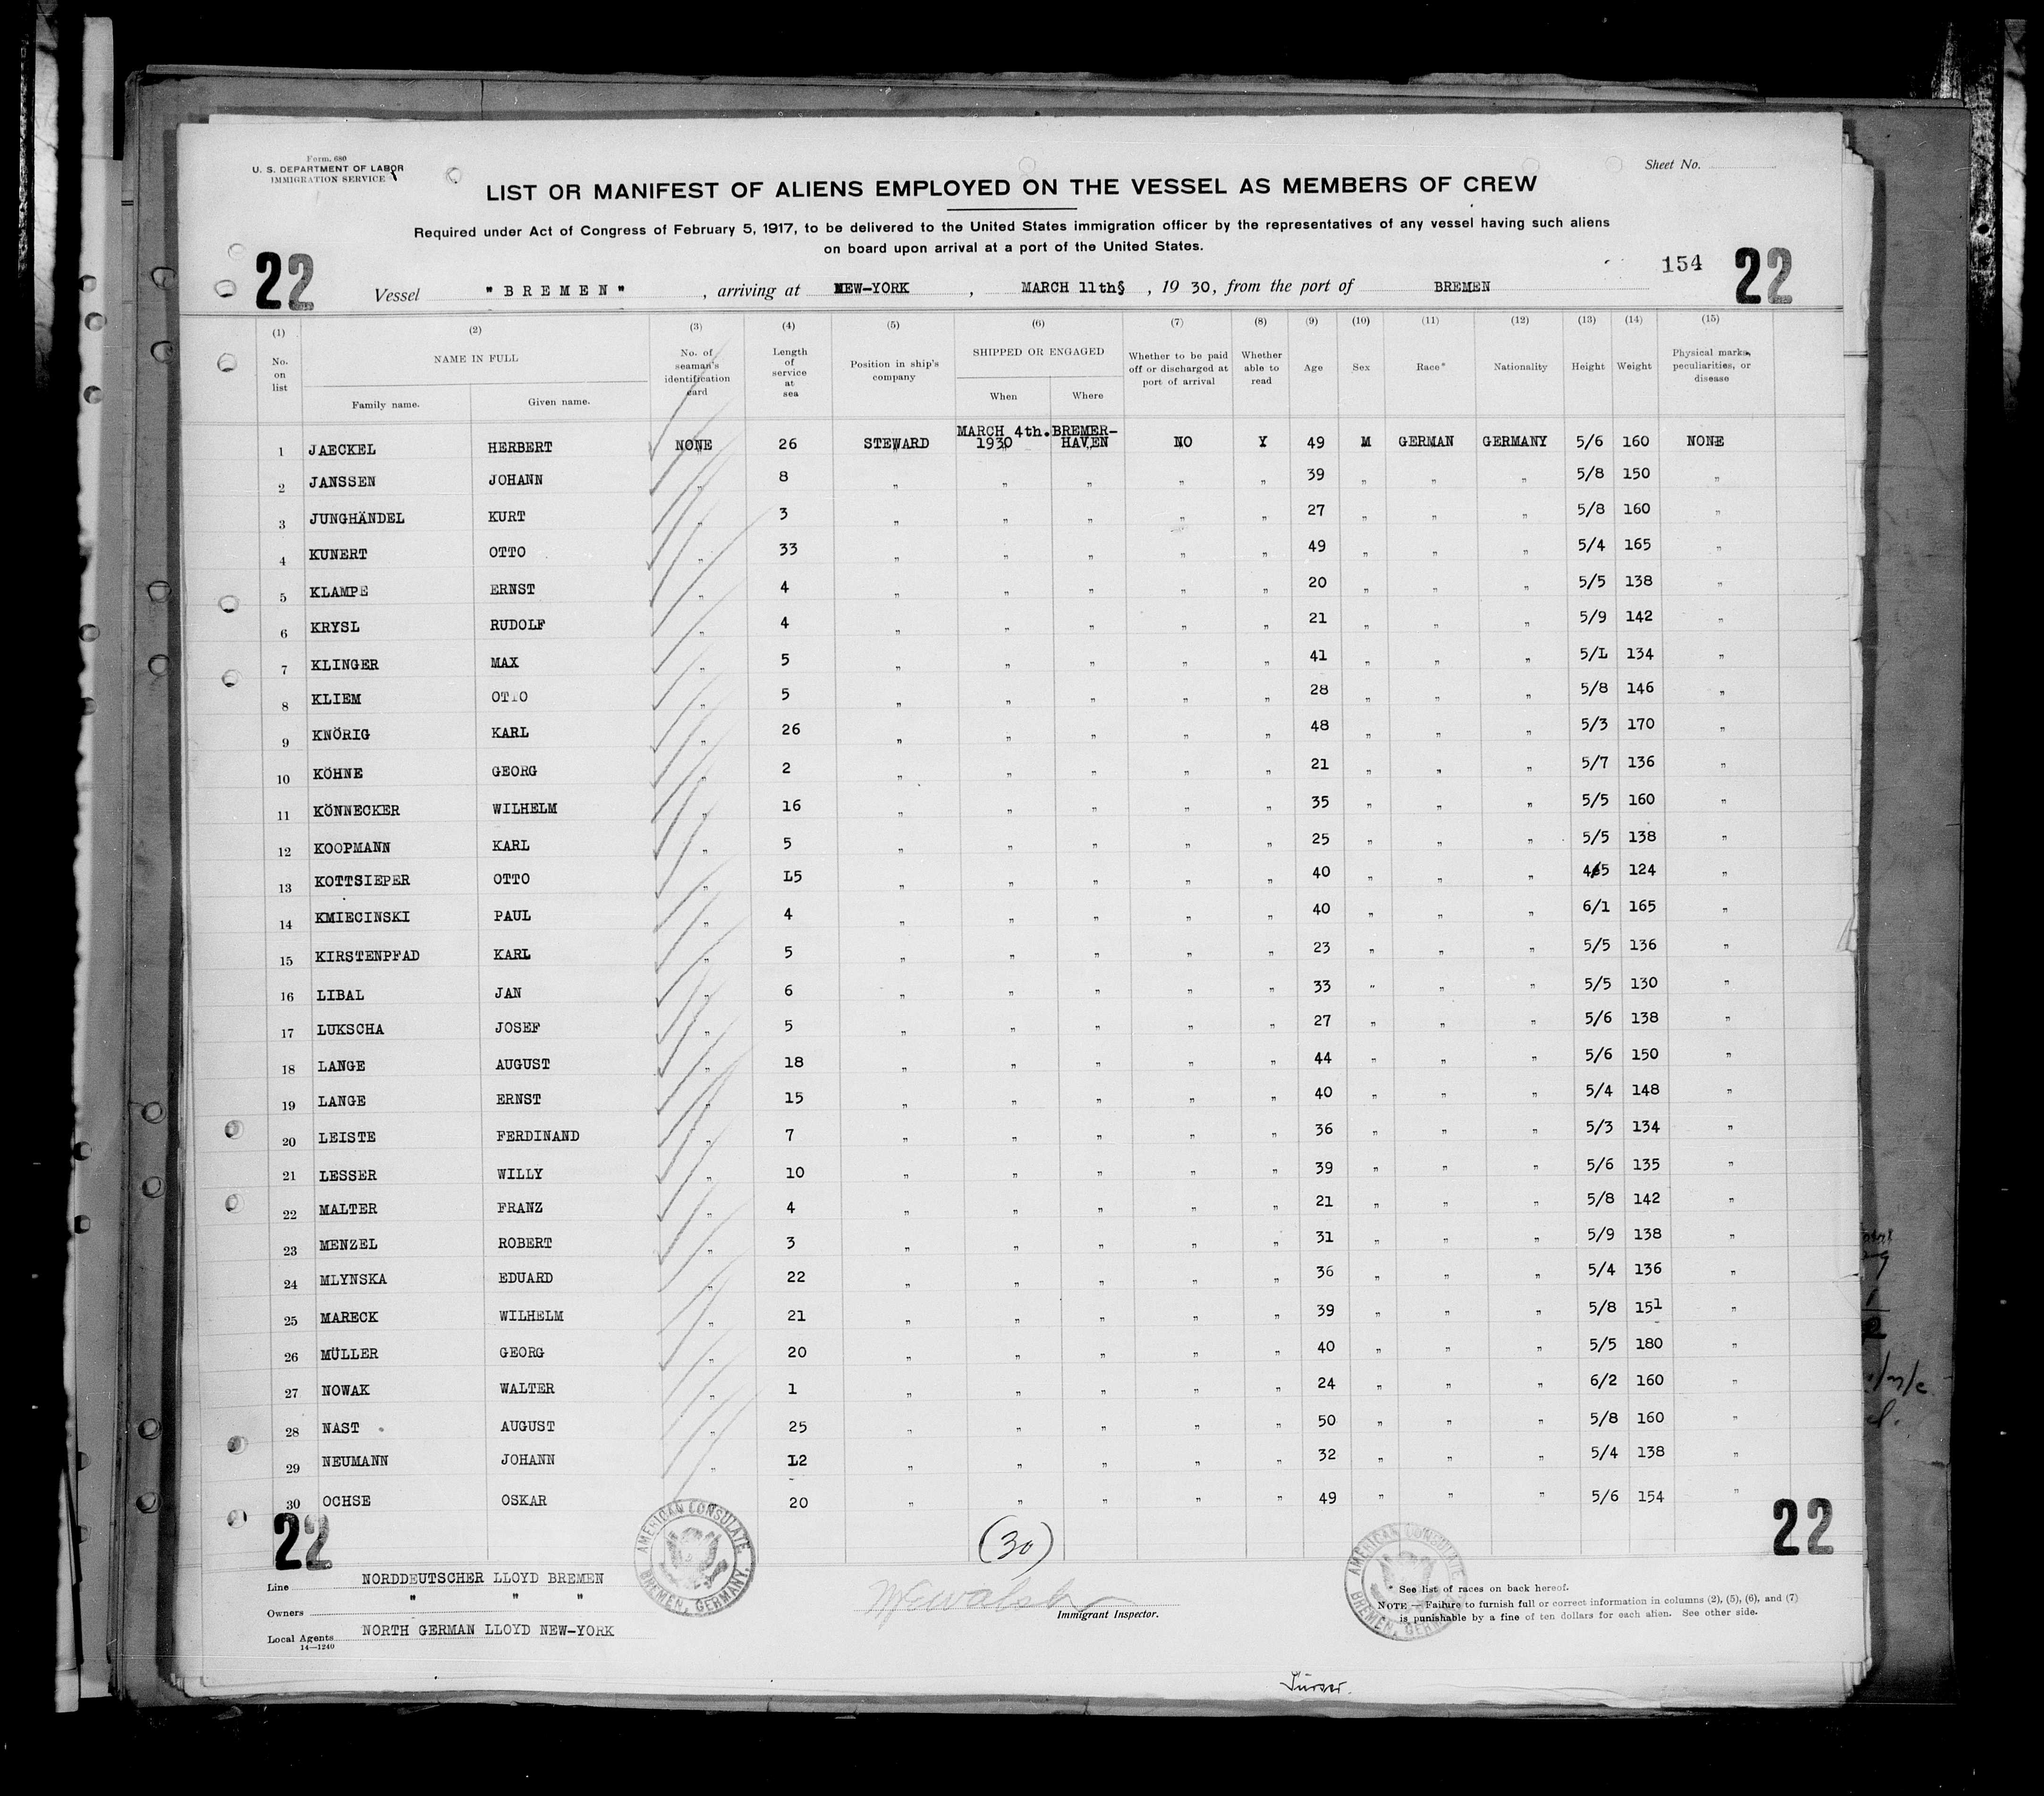 Form. 680
U. S. DEPARTMENT OF LABOR
IMMIGRATION SERVICE
Sheet No.
LIST OR MANIFEST OF ALIENS EMPLOYED ON THE VESSEL AS MEMBERS OF CREW
Required under Act of Congress of February 5, 1917, to be delivered to the United States immigration officer by the representatives of any vessel having such aliens
on board upon arrival at a port of the United States.
22 154 22
Vessel " B R E M E N " , arriving at NEW-YORK , MARCH 11th§ , 19 30, from the port of BREMEN
(1) (2) (3) (4) (5) (6) (7) (8) (9) (10) (11) (12) (13) (14) (15)
No. on list NAME IN FULL Family name. Given name. No. of seaman's identification card Length of service at sea Position in ship's company SHIPPED OR ENGAGED When Where Whether to be paid off or discharged at port of arrival Whether able to read Age Sex Race* Nationality Height Weight Physical marks, peculiarities, or disease
1 JAECKEL HERBERT NONE 26 STEWARD MARCH 4th. 1930 BREMER-HAVEN NO Y 49 M GERMAN GERMANY 5/6 160 NONE
2 JANSSEN JOHANN " 8 " " " " " 39 " " " 5/8 150 "
3 JUNGHÄNDEL KURT " 3 " " " " " 27 " " " 5/8 160 "
4 KUNERT OTTO " 33 " " " " " 49 " " " 5/4 165 "
5 KLAMPE ERNST " 4 " " " " " 20 " " " 5/5 138 "
6 KRYSL RUDOLF " 4 " " " " " 21 " " " 5/9 142 "
7 KLINGER MAX " 5 " " " " " 41 " " " 5/L 134 "
8 KLIEM OTTO " 5 " " " " " 28 " " " 5/8 146 "
9 KNÖRIG KARL " 26 " " " " " 48 " " " 5/3 170 "
10 KÖHNE GEORG " 2 " " " " " 21 " " " 5/7 136 "
11 KÖNNECKER WILHELM " 16 " " " " " 35 " " " 5/5 160 "
12 KOOPMANN KARL " 5 " " " " " 25 " " " 5/5 138 "
13 KOTTSIEPER OTTO " L5 " " " " " 40 " " " 4/5 124 "
14 KMIECINSKI PAUL " 4 " " " " " 40 " " " 6/1 165 "
15 KIRSTENPFAD KARL " 5 " " " " " 23 " " " 5/5 136 "
16 LIBAL JAN " 6 " " " " " 33 " " " 5/5 130 "
17 LUKSCHA JOSEF " 5 " " " " " 27 " " " 5/6 138 "
18 LANGE AUGUST " 18 " " " " " 44 " " " 5/6 150 "
19 LANGE ERNST " 15 " " " " " 40 " " " 5/4 148 "
20 LEISTE FERDINAND " 7 " " " " " 36 " " " 5/3 134 "
21 LESSER WILLY " 10 " " " " " 39 " " " 5/6 135 "
22 MALTER FRANZ " 4 " " " " " 21 " " " 5/8 142 "
23 MENZEL ROBERT " 3 " " " " " 31 " " " 5/9 138 "
24 MLYNSKA EDUARD " 22 " " " " " 36 " " " 5/4 136 "
25 MARECK WILHELM " 21 " " " " " 39 " " " 5/8 151 "
26 MÜLLER GEORG " 20 " " " " " 40 " " " 5/5 180 "
27 NOWAK WALTER " 1 " " " " " 24 " " " 6/2 160 "
28 NAST AUGUST " 25 " " " " " 50 " " " 5/8 160 "
29 NEUMANN JOHANN " L2 " " " " " 32 " " " 5/4 138 "
30 OCHSE OSKAR 20 " " " " " 49 " " " 5/6 154 "
22 (30) 22
AMERICAN CONSULATE BREMEN, GERMANY.
AMERICAN CONSULATE BREMEN, GERMANY.
Line NORDDEUTSCHER LLOYD BREMEN
Owners " " "
Local Agents NORTH GERMAN LLOYD NEW-YORK
14—1240
Immigrant Inspector.
* See list of races on back hereof.
NOTE.—Failure to furnish full or correct information in columns (2), (5), (6), and (7)
is punishable by a fine of ten dollars for each alien. See other side.